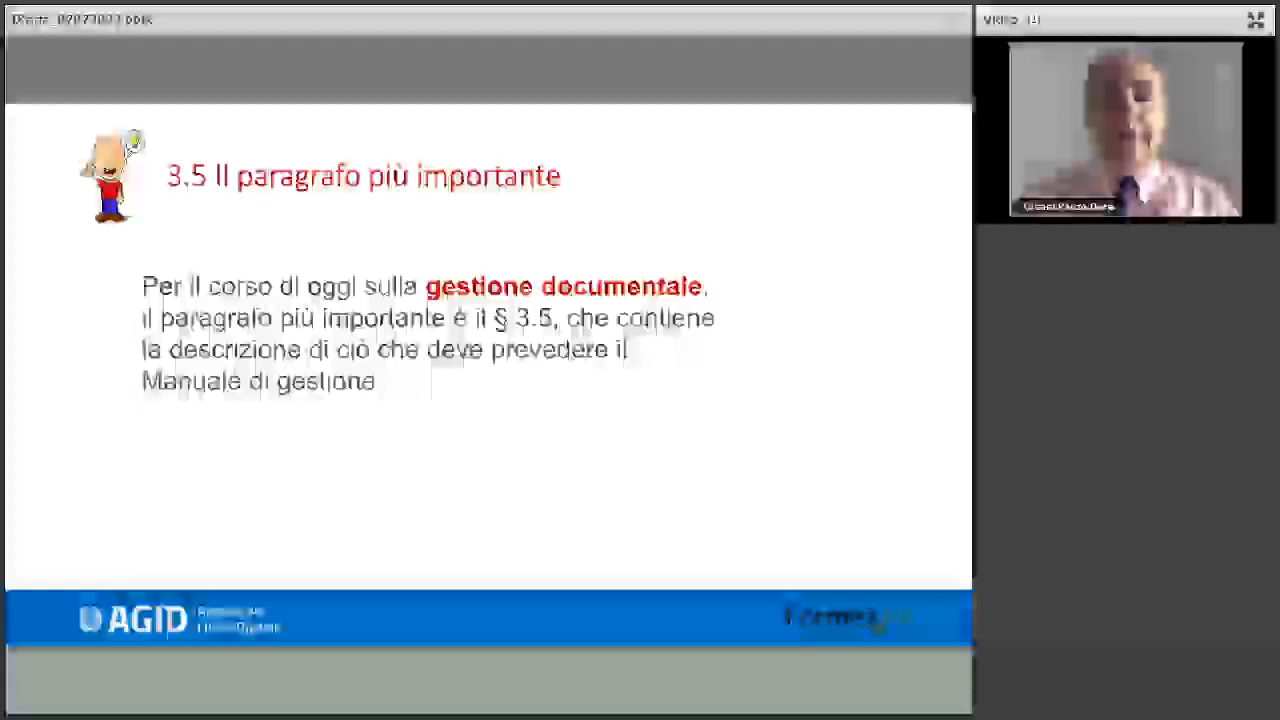 3.5 Il paragrafo più importante
Per il corso di oggi sulla gestione documentale,
il paragrafo più importante è il § 3.5, che contiene
la descrizione di ciò che deve prevedere il
Manuale di gestione
AGID
Formez